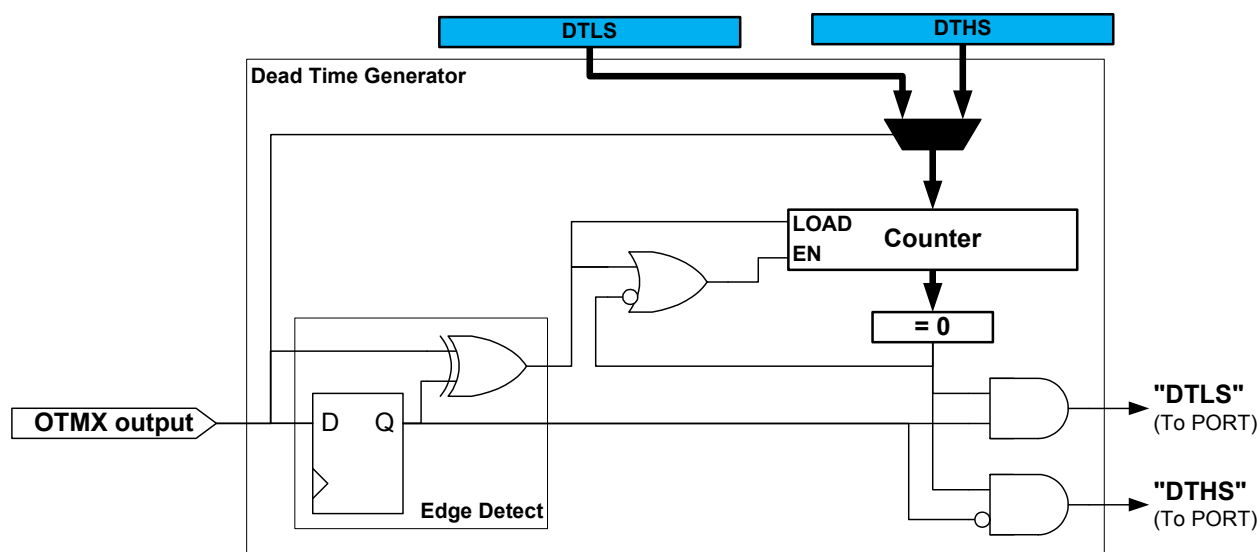 DTLS
DTHS
Dead Time Generator
LOAD
EN
Counter
= 0
OTMX output
D
Q
Edge Detect
"DTLS"
(To PORT)
"DTHS"
(To PORT)